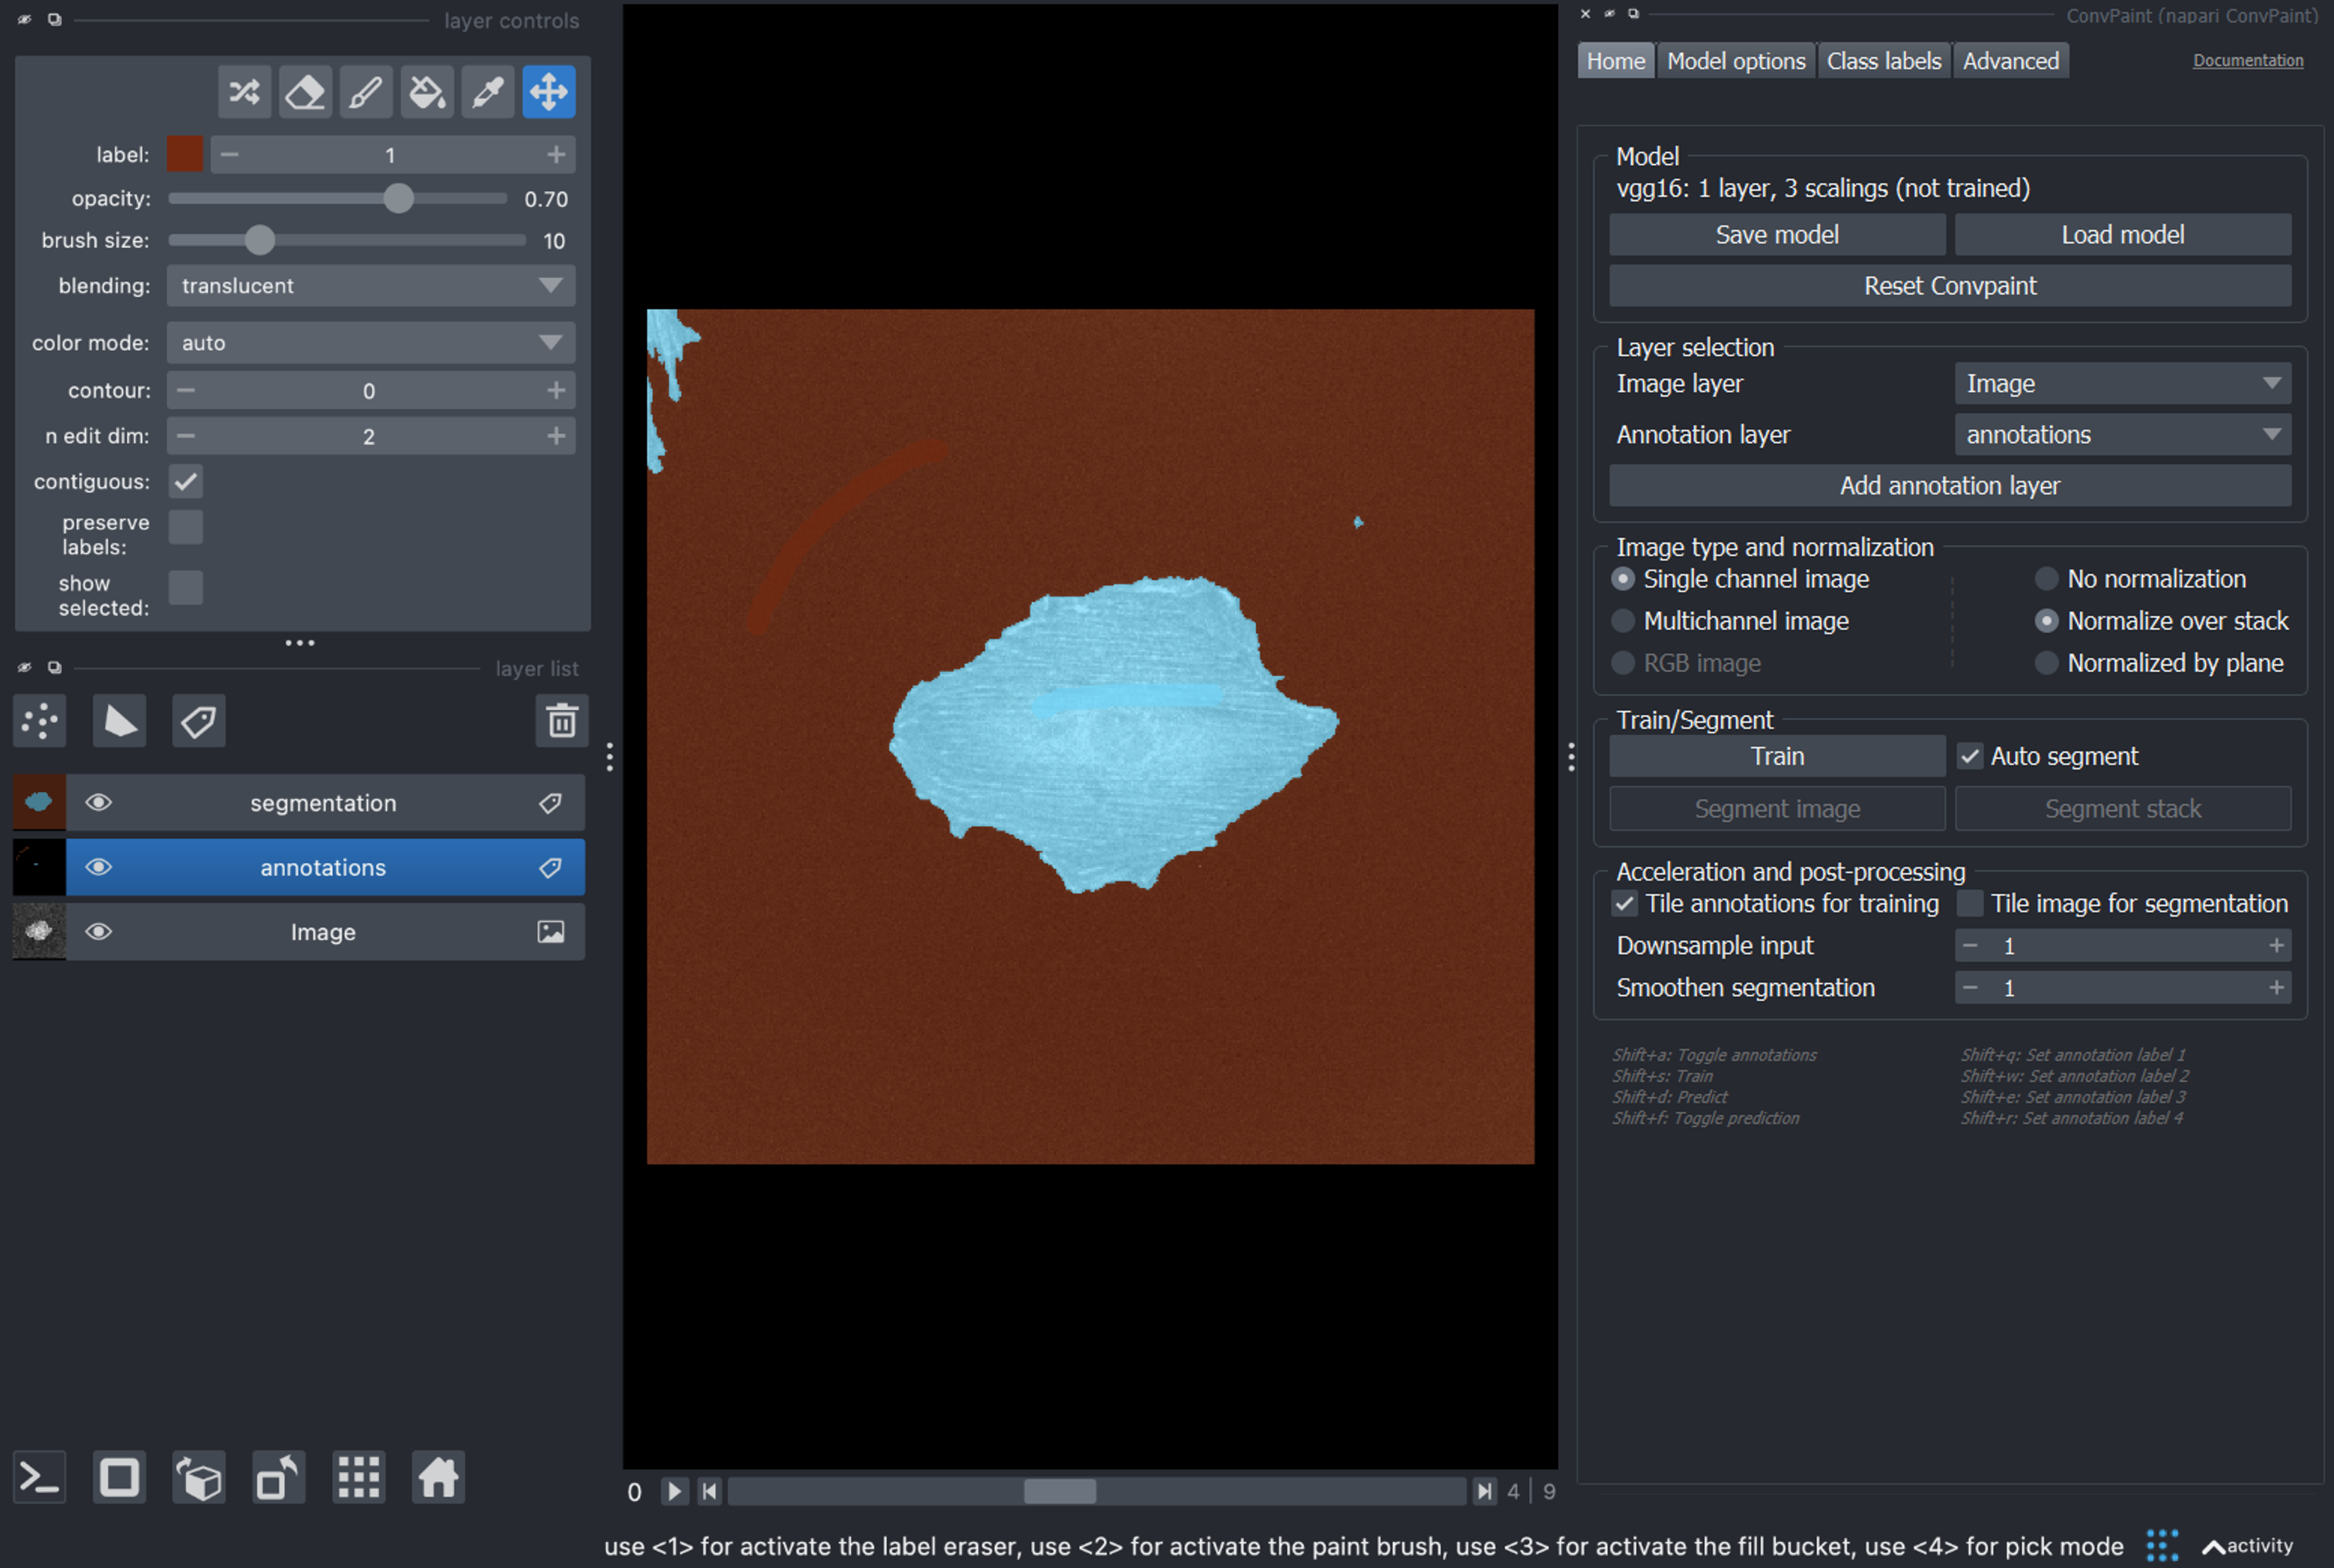 layer controls
label:
1
opacity:
0.70
brush size:
10
blending:
translucent
color mode:
auto
contour:
0
n edit dim:
2
contiguous:
preserve
labels:
show
selected:
layer list
segmentation
annotations
Image
0
4 | 9
use <1> for activate the label eraser, use <2> for activate the paint brush, use <3> for activate the fill bucket, use <4> for pick mode
activity
ConvPaint (napari ConvPaint)
Home
Model options
Class labels
Advanced
Documentation
Model
vgg16: 1 layer, 3 scalings (not trained)
Save model
Load model
Reset Convpaint
Layer selection
Image layer
Image
Annotation layer
annotations
Add annotation layer
Image type and normalization
Single channel image
No normalization
Multichannel image
Normalize over stack
RGB image
Normalized by plane
Train/Segment
Train
Auto segment
Segment image
Segment stack
Acceleration and post-processing
Tile annotations for training
Tile image for segmentation
Downsample input
1
Smoothen segmentation
1
Shift+a: Toggle annotations
Shift+q: Set annotation label 1
Shift+s: Train
Shift+w: Set annotation label 2
Shift+d: Predict
Shift+e: Set annotation label 3
Shift+f: Toggle prediction
Shift+r: Set annotation label 4